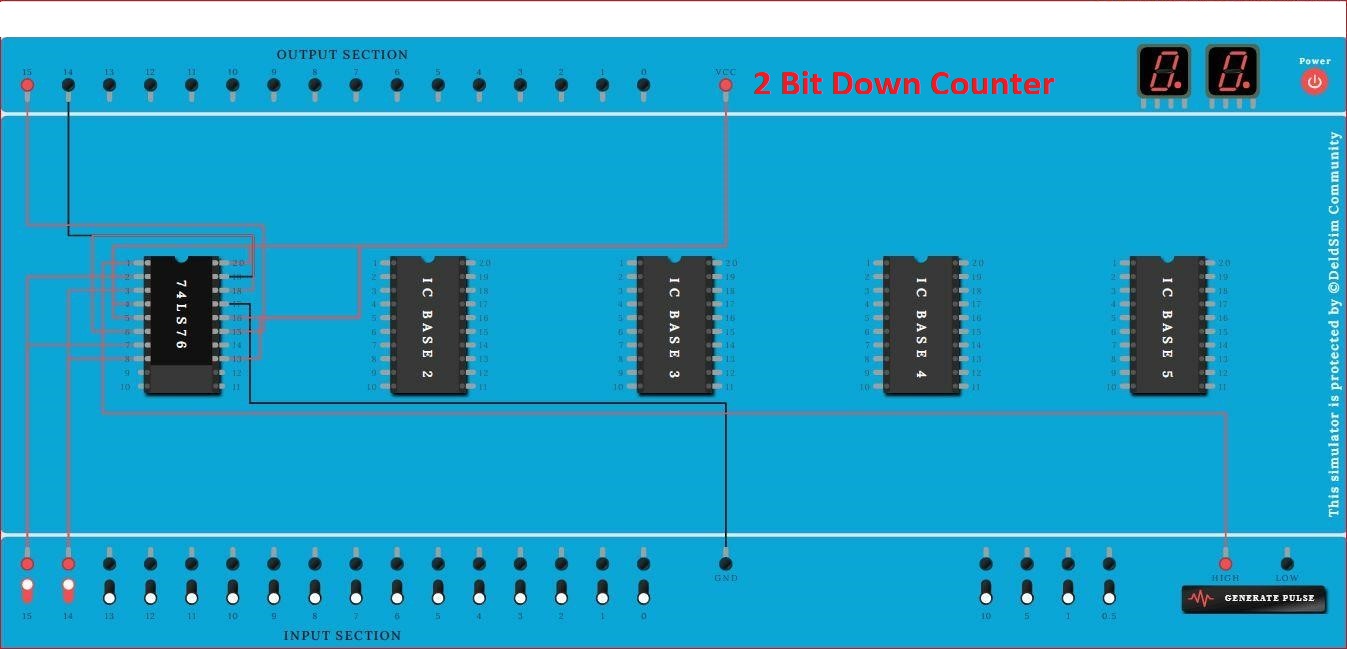 OUTPUT SECTION
15 14 13 12 11 10 9 8 7 6 5 4 3 2 1 0 VCC
2 Bit Down Counter
Power
This simulator is protected by ©DeldSim Community
1 2 3 4 5 6 7 8 9 10
74LS76
20 19 18 17 16 15 14 13 12 11
1 2 3 4 5 6 7 8 9 10
IC BASE 2
20 19 18 17 16 15 14 13 12 11
1 2 3 4 5 6 7 8 9 10
IC BASE 3
20 19 18 17 16 15 14 13 12 11
1 2 3 4 5 6 7 8 9 10
IC BASE 4
20 19 18 17 16 15 14 13 12 11
1 2 3 4 5 6 7 8 9 10
IC BASE 5
20 19 18 17 16 15 14 13 12 11
GND
HIGH LOW
GENERATE PULSE
15 14 13 12 11 10 9 8 7 6 5 4 3 2 1 0
10 5 1 0.5
INPUT SECTION